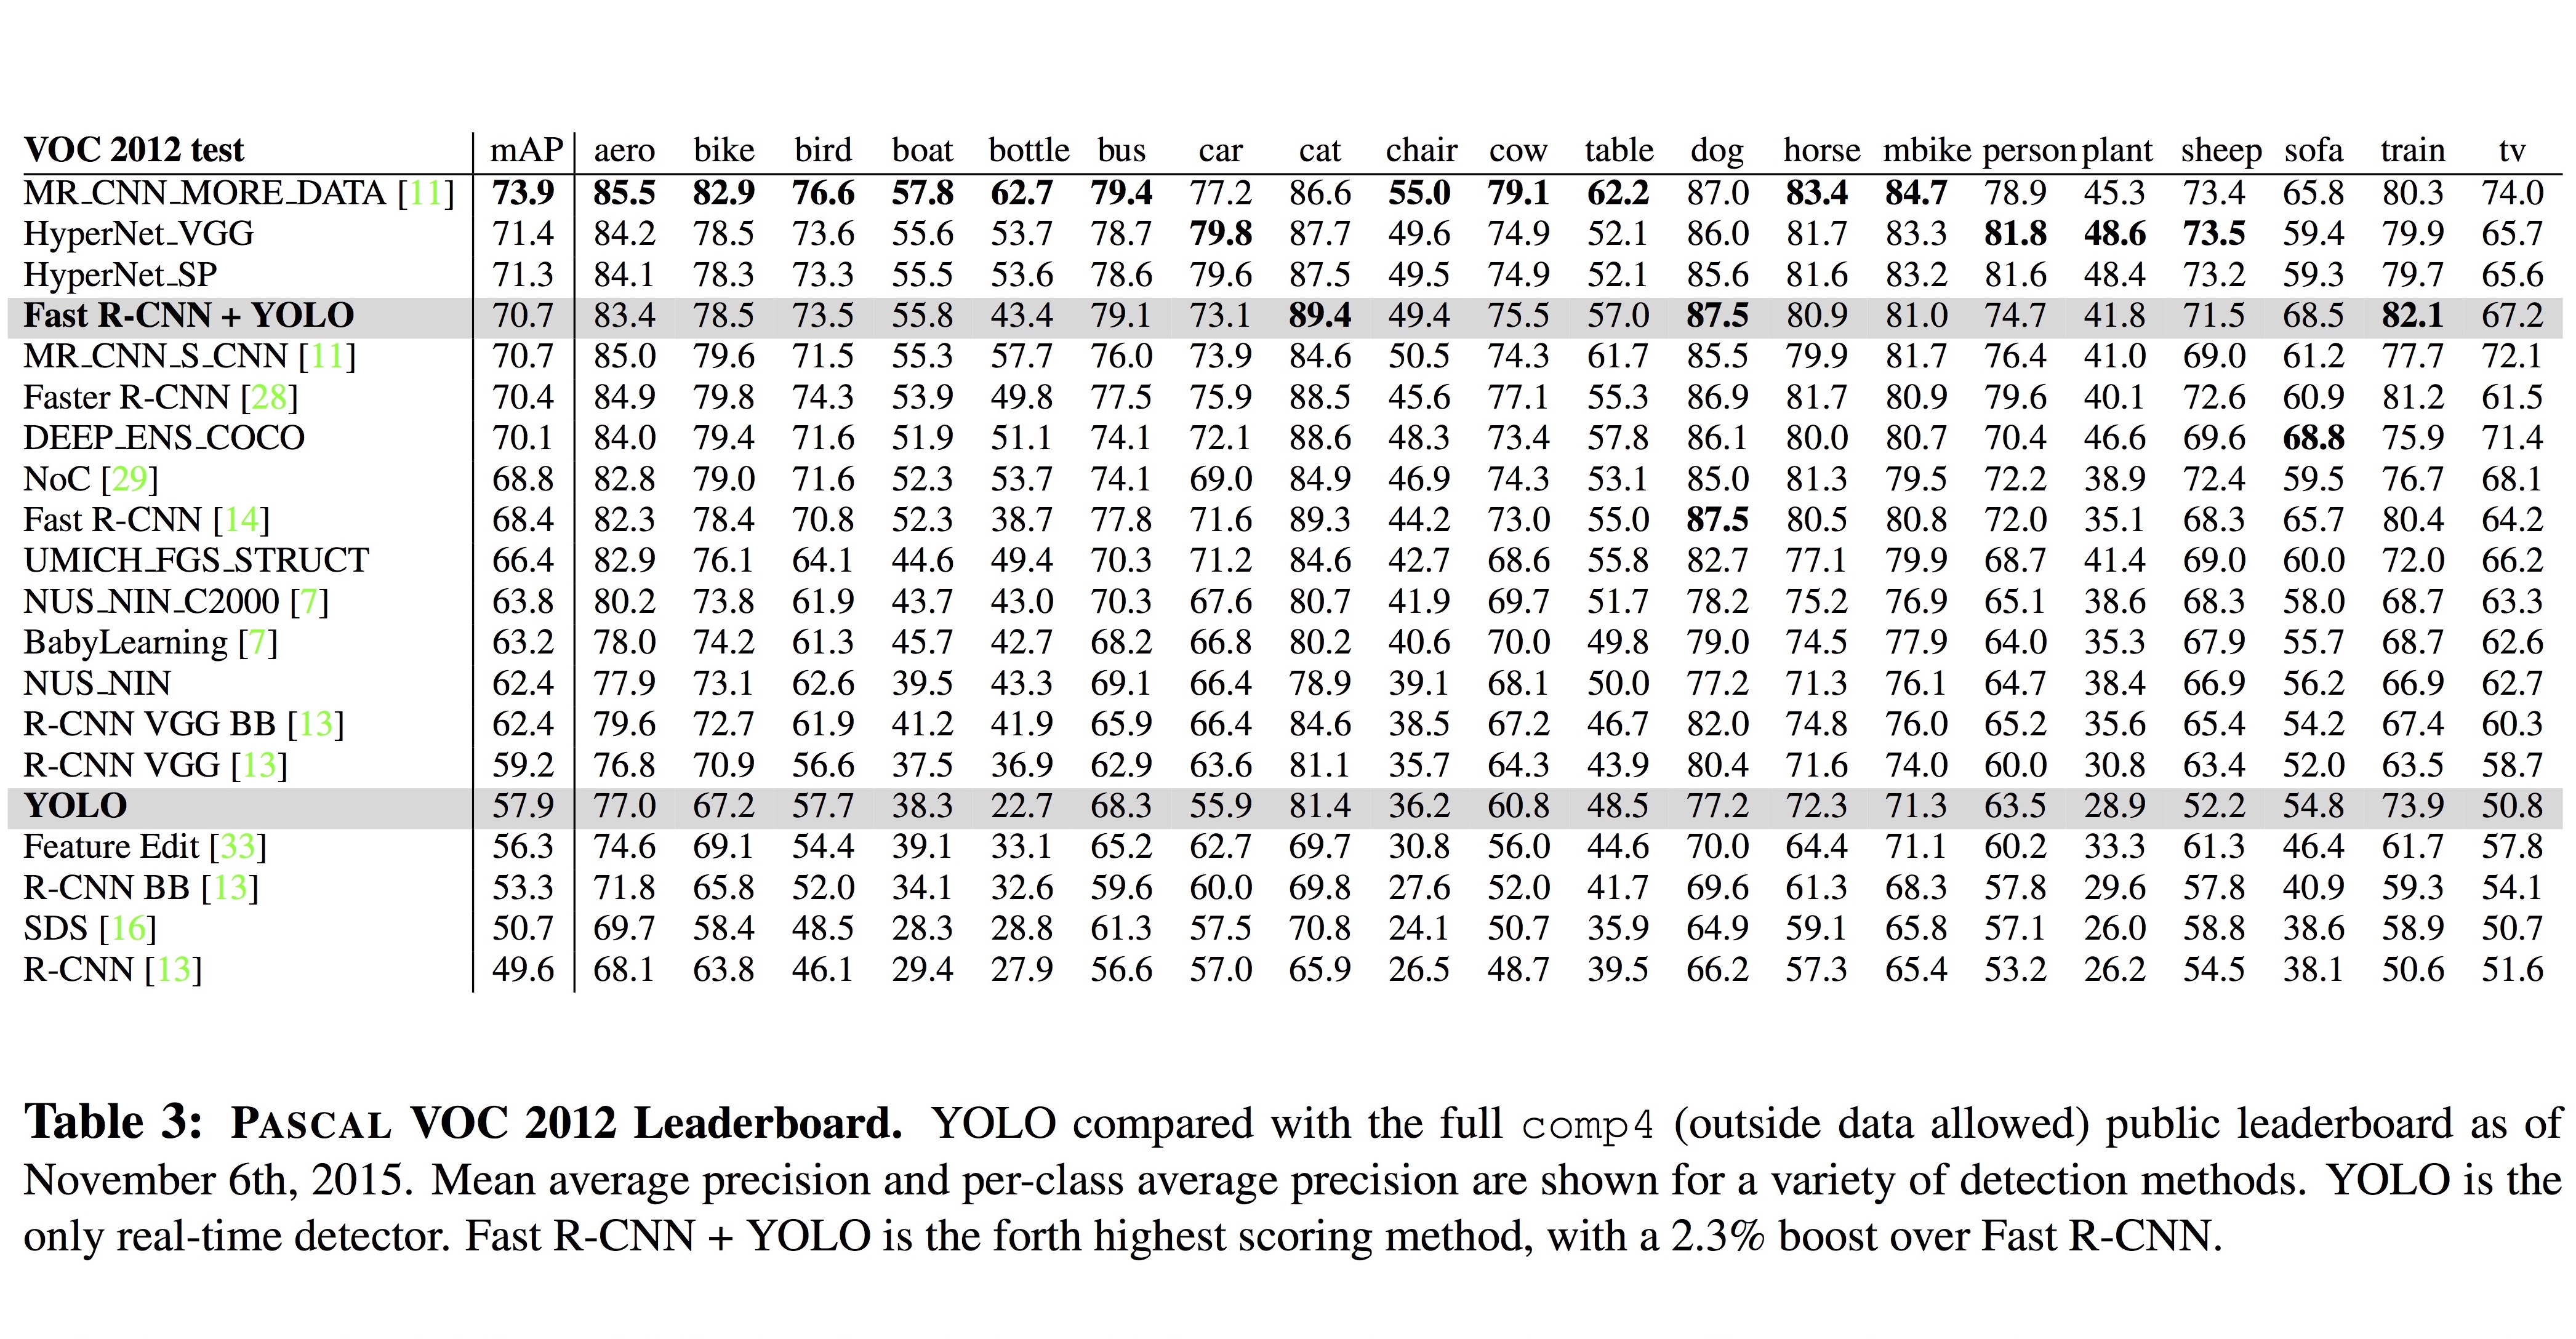 VOC 2012 test mAP aero bike bird boat bottle bus car cat chair cow table dog horse mbike person plant sheep sofa train tv
MR_CNN_MORE_DATA [11] 73.9 85.5 82.9 76.6 57.8 62.7 79.4 77.2 86.6 55.0 79.1 62.2 87.0 83.4 84.7 78.9 45.3 73.4 65.8 80.3 74.0
HyperNet_VGG 71.4 84.2 78.5 73.6 55.6 53.7 78.7 79.8 87.7 49.6 74.9 52.1 86.0 81.7 83.3 81.8 48.6 73.5 59.4 79.9 65.7
HyperNet_SP 71.3 84.1 78.3 73.3 55.5 53.6 78.6 79.6 87.5 49.5 74.9 52.1 85.6 81.6 83.2 81.6 48.4 73.2 59.3 79.7 65.6
Fast R-CNN + YOLO 70.7 83.4 78.5 73.5 55.8 43.4 79.1 73.1 89.4 49.4 75.5 57.0 87.5 80.9 81.0 74.7 41.8 71.5 68.5 82.1 67.2
MR_CNN_S_CNN [11] 70.7 85.0 79.6 71.5 55.3 57.7 76.0 73.9 84.6 50.5 74.3 61.7 85.5 79.9 81.7 76.4 41.0 69.0 61.2 77.7 72.1
Faster R-CNN [28] 70.4 84.9 79.8 74.3 53.9 49.8 77.5 75.9 88.5 45.6 77.1 55.3 86.9 81.7 80.9 79.6 40.1 72.6 60.9 81.2 61.5
DEEP_ENS_COCO 70.1 84.0 79.4 71.6 51.9 51.1 74.1 72.1 88.6 48.3 73.4 57.8 86.1 80.0 80.7 70.4 46.6 69.6 68.8 75.9 71.4
NoC [29] 68.8 82.8 79.0 71.6 52.3 53.7 74.1 69.0 84.9 46.9 74.3 53.1 85.0 81.3 79.5 72.2 38.9 72.4 59.5 76.7 68.1
Fast R-CNN [14] 68.4 82.3 78.4 70.8 52.3 38.7 77.8 71.6 89.3 44.2 73.0 55.0 87.5 80.5 80.8 72.0 35.1 68.3 65.7 80.4 64.2
UMICH_FGS_STRUCT 66.4 82.9 76.1 64.1 44.6 49.4 70.3 71.2 84.6 42.7 68.6 55.8 82.7 77.1 79.9 68.7 41.4 69.0 60.0 72.0 66.2
NUS_NIN_C2000 [7] 63.8 80.2 73.8 61.9 43.7 43.0 70.3 67.6 80.7 41.9 69.7 51.7 78.2 75.2 76.9 65.1 38.6 68.3 58.0 68.7 63.3
BabyLearning [7] 63.2 78.0 74.2 61.3 45.7 42.7 68.2 66.8 80.2 40.6 70.0 49.8 79.0 74.5 77.9 64.0 35.3 67.9 55.7 68.7 62.6
NUS_NIN 62.4 77.9 73.1 62.6 39.5 43.3 69.1 66.4 78.9 39.1 68.1 50.0 77.2 71.3 76.1 64.7 38.4 66.9 56.2 66.9 62.7
R-CNN VGG BB [13] 62.4 79.6 72.7 61.9 41.2 41.9 65.9 66.4 84.6 38.5 67.2 46.7 82.0 74.8 76.0 65.2 35.6 65.4 54.2 67.4 60.3
R-CNN VGG [13] 59.2 76.8 70.9 56.6 37.5 36.9 62.9 63.6 81.1 35.7 64.3 43.9 80.4 71.6 74.0 60.0 30.8 63.4 52.0 63.5 58.7
YOLO 57.9 77.0 67.2 57.7 38.3 22.7 68.3 55.9 81.4 36.2 60.8 48.5 77.2 72.3 71.3 63.5 28.9 52.2 54.8 73.9 50.8
Feature Edit [33] 56.3 74.6 69.1 54.4 39.1 33.1 65.2 62.7 69.7 30.8 56.0 44.6 70.0 64.4 71.1 60.2 33.3 61.3 46.4 61.7 57.8
R-CNN BB [13] 53.3 71.8 65.8 52.0 34.1 32.6 59.6 60.0 69.8 27.6 52.0 41.7 69.6 61.3 68.3 57.8 29.6 57.8 40.9 59.3 54.1
SDS [16] 50.7 69.7 58.4 48.5 28.3 28.8 61.3 57.5 70.8 24.1 50.7 35.9 64.9 59.1 65.8 57.1 26.0 58.8 38.6 58.9 50.7
R-CNN [13] 49.6 68.1 63.8 46.1 29.4 27.9 56.6 57.0 65.9 26.5 48.7 39.5 66.2 57.3 65.4 53.2 26.2 54.5 38.1 50.6 51.6
Table 3: PASCAL VOC 2012 Leaderboard. YOLO compared with the full comp4 (outside data allowed) public leaderboard as of
November 6th, 2015. Mean average precision and per-class average precision are shown for a variety of detection methods. YOLO is the
only real-time detector. Fast R-CNN + YOLO is the forth highest scoring method, with a 2.3% boost over Fast R-CNN.